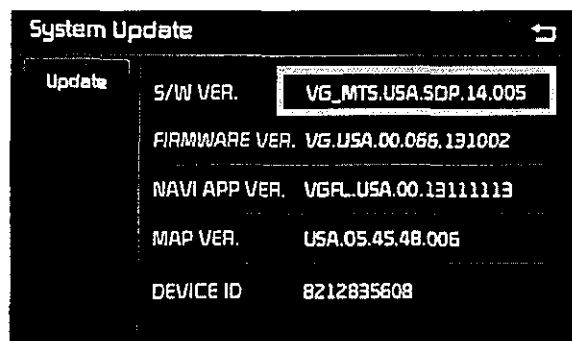 System Update
Update
S/W VER. VG_MTS.USA.SOP.14.005
FIRMWARE VER. VG.USA.00.066.131002
NAVI APP VER. VGFL.USA.00.13111113
MAP VER. USA.05.45.48.006
DEVICE ID 8212835608